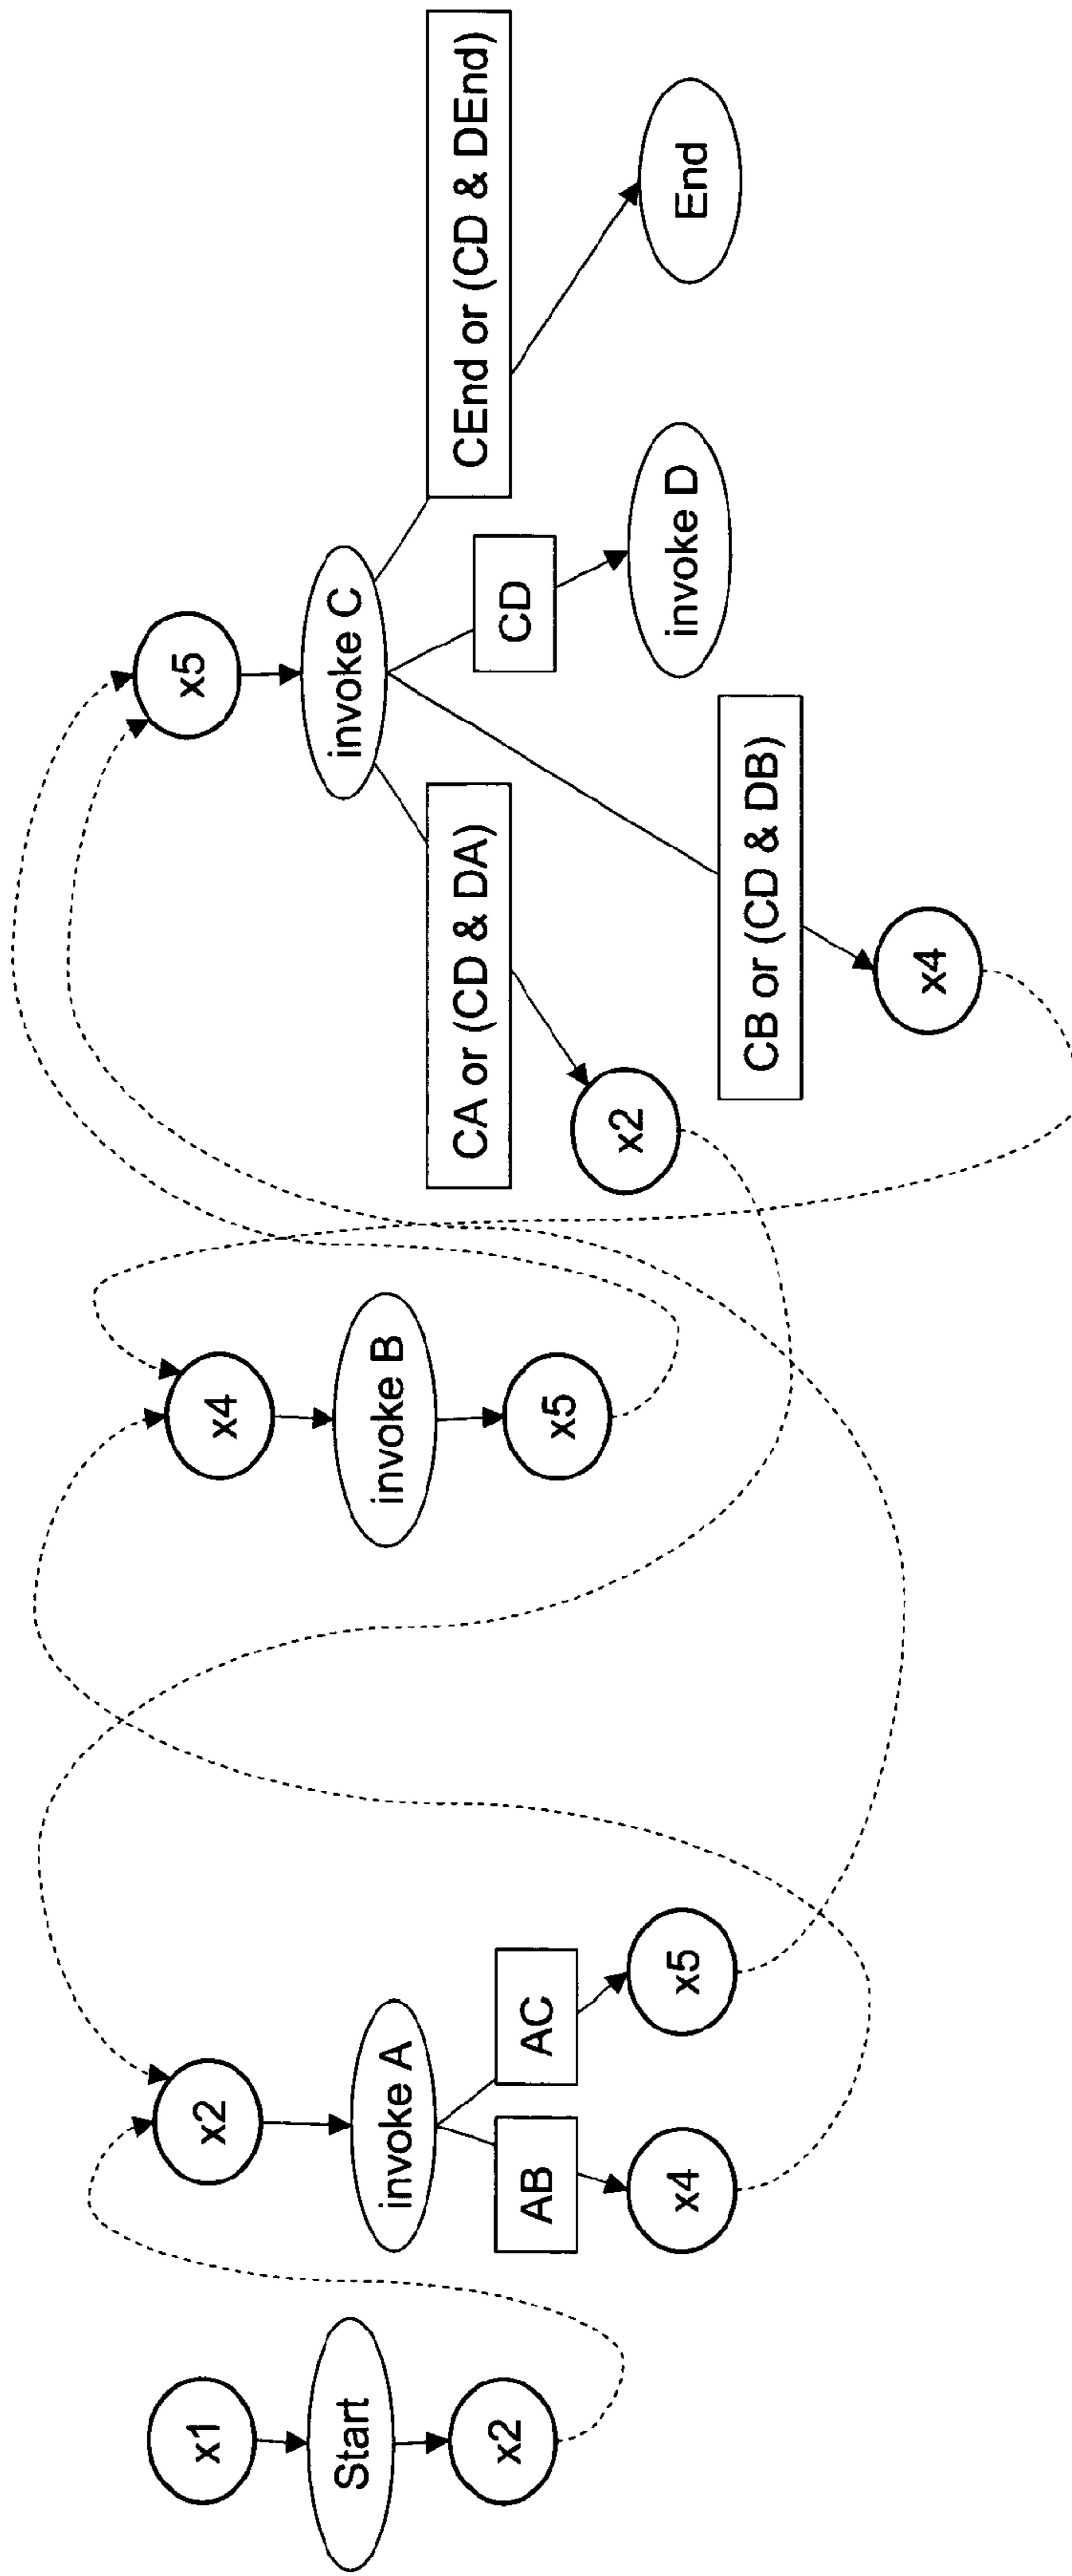 x1
Start
x2
x2
invoke A
AB
AC
x4
x5
x4
invoke B
x5
x5
invoke C
CA or (CD & DA)
CD
CEnd or (CD & DEnd)
x2
invoke D
End
CB or (CD & DB)
x4